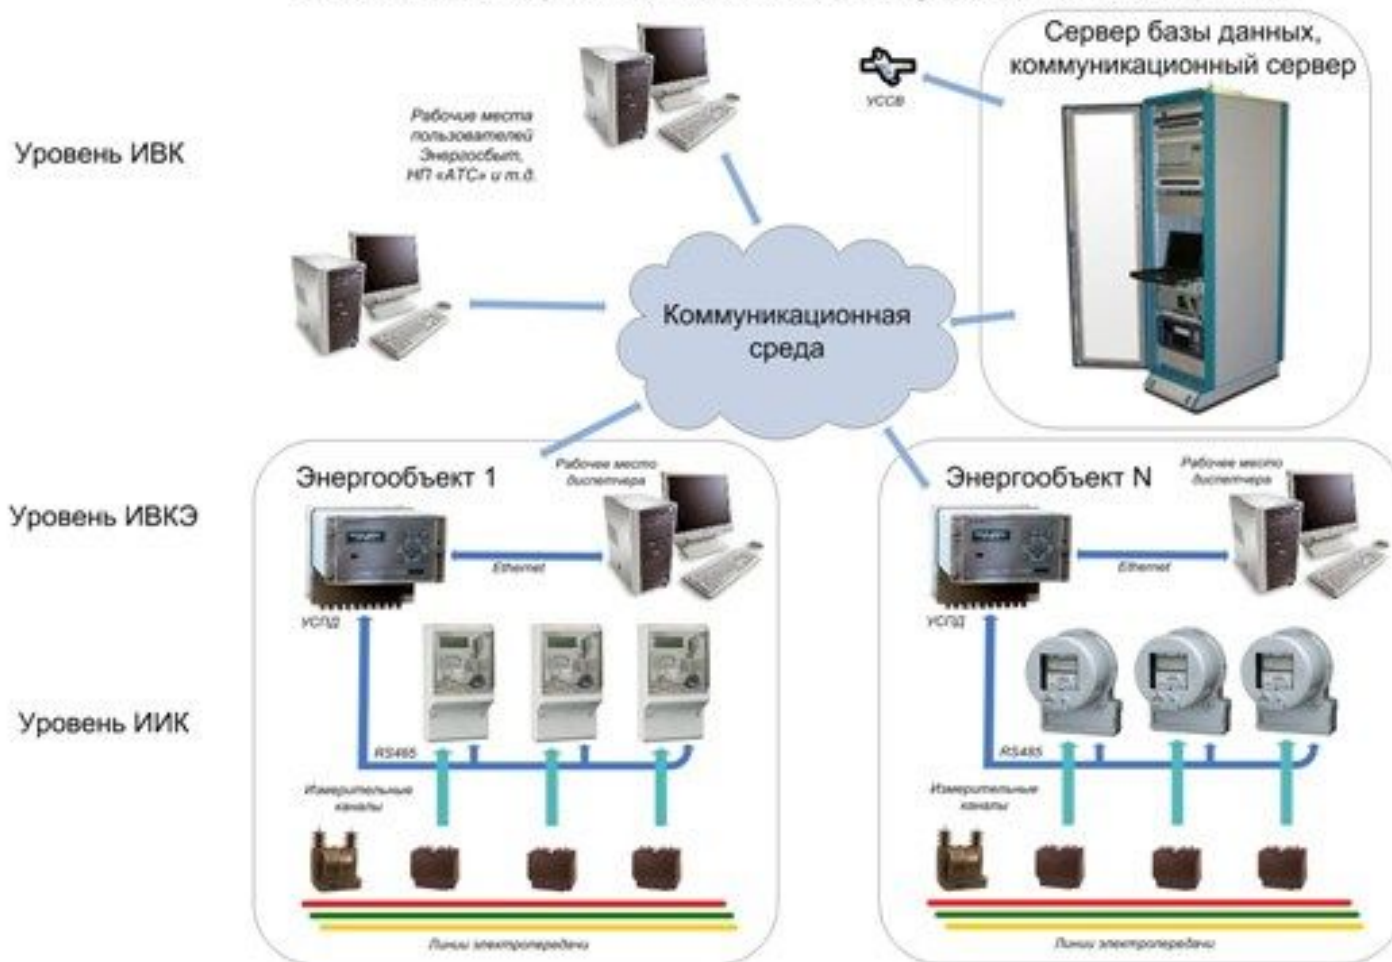 Сервер базы данных,
коммуникационный сервер
УССВ
Рабочие места
пользователей
Энергосбыт,
НП «АТС» и т.д.
Уровень ИВК
Коммуникационная
среда
Энергообъект 1
Рабочее место
диспетчера
Энергообъект N
Рабочее место
диспетчера
Уровень ИВКЭ
Ethernet
Ethernet
УСПД
УСПД
Уровень ИИК
RS485
RS485
Измерительные
каналы
Измерительные
каналы
Линии электропередачи
Линии электропередачи